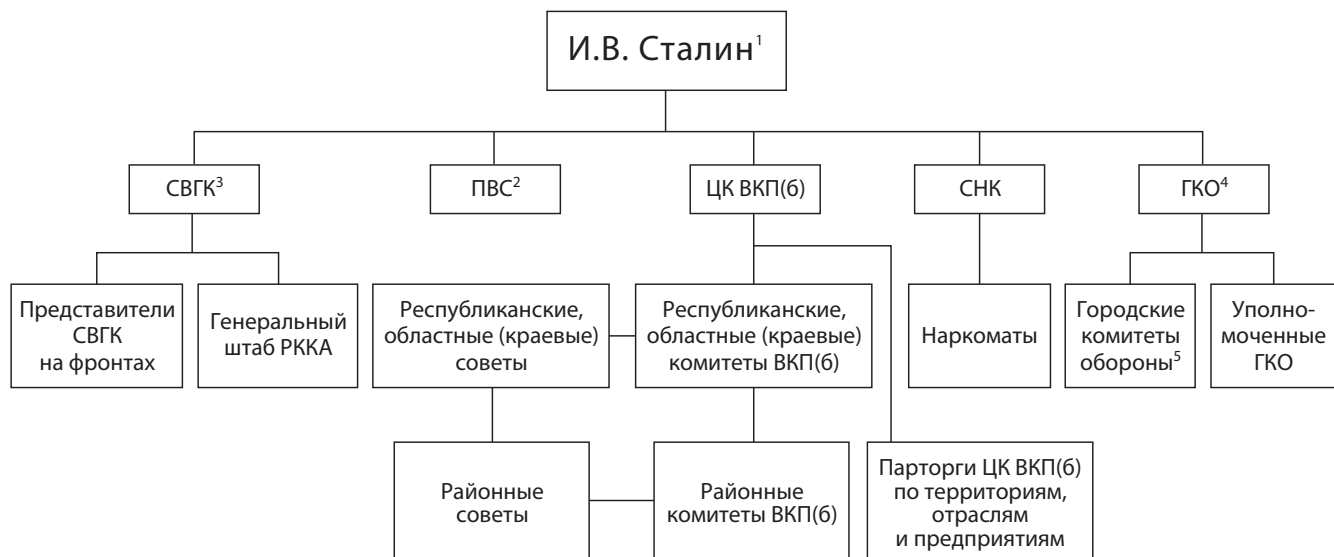 И.В. Сталин¹
СВГК³
ПВС²
ЦК ВКП(б)
СНК
ГКО⁴
Представители
СВГК
на фронтах
Генеральный
штаб РККА
Республиканские,
областные (краевые)
советы
Республиканские,
областные (краевые)
комитеты ВКП(б)
Наркоматы
Городские
комитеты
обороны⁵
Уполно-
моченные
ГКО
Районные
советы
Районные
комитеты ВКП(б)
Парторги ЦК ВКП(б)
по территориям,
отраслям
и предприятиям